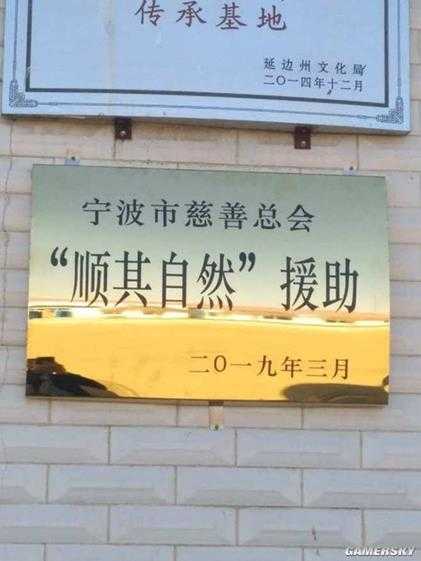 传承基地
延边州文化局
二〇一四年十二月
宁波市慈善总会
“顺其自然”援助
二〇一九年三月
GAMERSKY